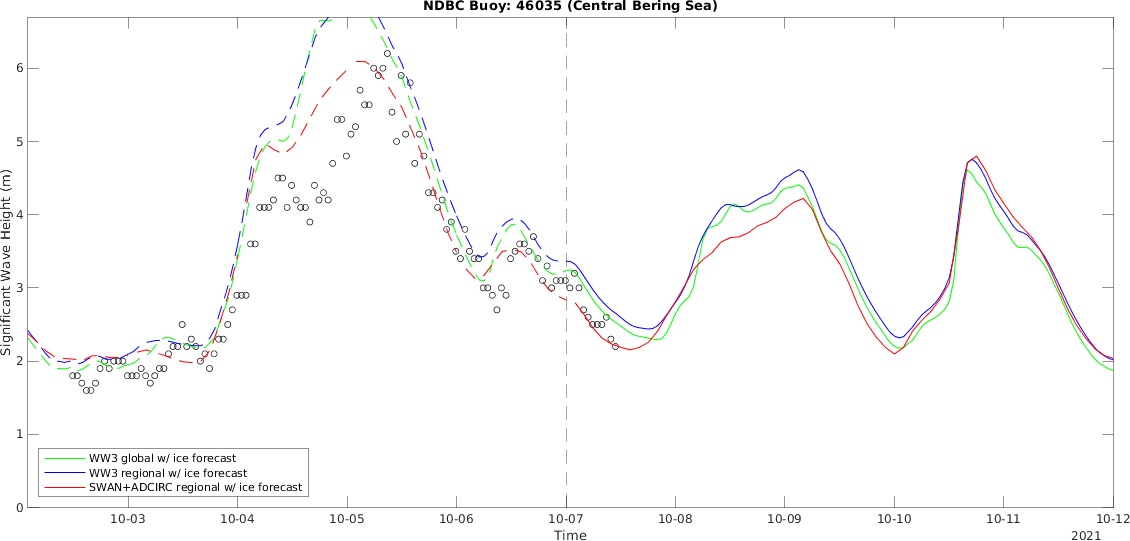 NDBC Buoy: 46035 (Central Bering Sea)
Significant Wave Height (m)
6
5
4
3
2
1
0
WW3 global w/ ice forecast
WW3 regional w/ ice forecast
SWAN+ADCIRC regional w/ ice forecast
10-03 10-04 10-05 10-06 10-07 10-08 10-09 10-10 10-11 10-12
Time
2021